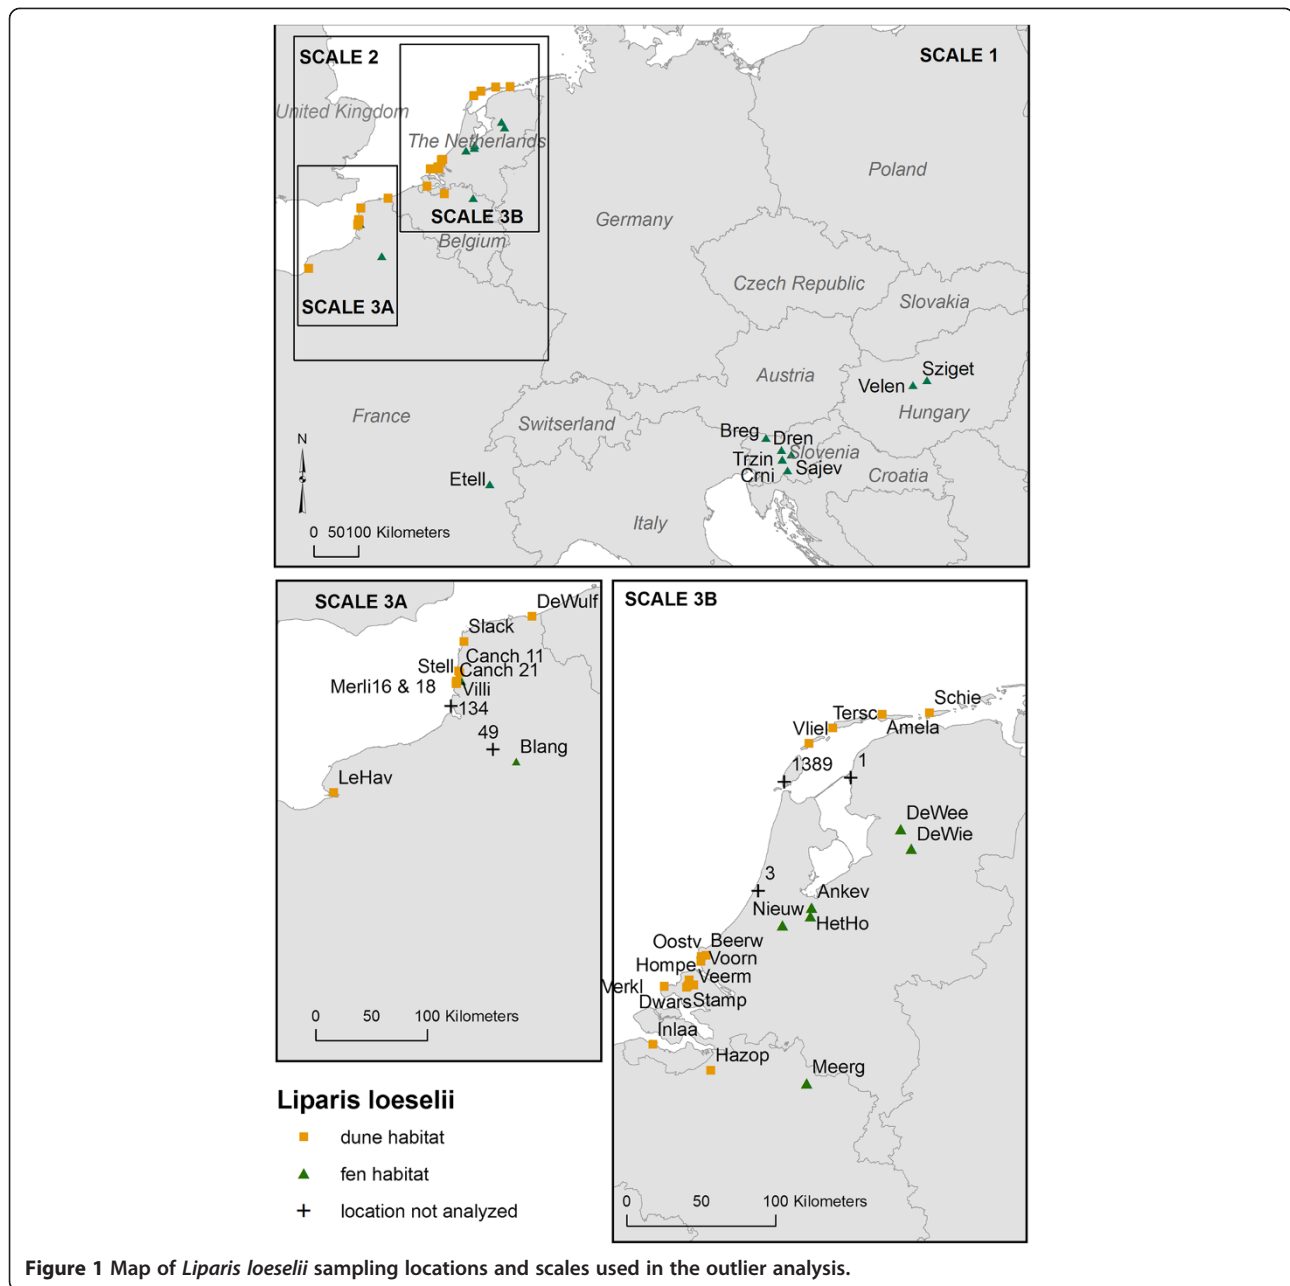 SCALE 2
SCALE 1
United Kingdom
The Netherlands
Poland
SCALE 3B
Germany
Belgium
Czech Republic
SCALE 3A
Slovakia
Austria
Sziget
Velen
Hungary
France
Switserland
Breg
Dren
Slovenia
Trzin
Sajev
Crni
Croatia
Etell
N
Italy
0 50 100 Kilometers
SCALE 3A
DeWulf
Slack
Canch 11
Stell
Canch 21
Merli16 & 18
Villi
134
49
Blang
LeHav
0 50 100 Kilometers
SCALE 3B
Schie
Tersc
Vliel
Amela
1389
1
DeWee
DeWie
3
Ankev
Nieuw
HetHo
Oostv
Beerw
Voorn
Hompe
Veerm
Verkl
Dwars
Stamp
Inlaa
Hazop
Meerg
0 50 100 Kilometers
Liparis loeselii
dune habitat
fen habitat
location not analyzed
Figure 1 Map of Liparis loeselii sampling locations and scales used in the outlier analysis.